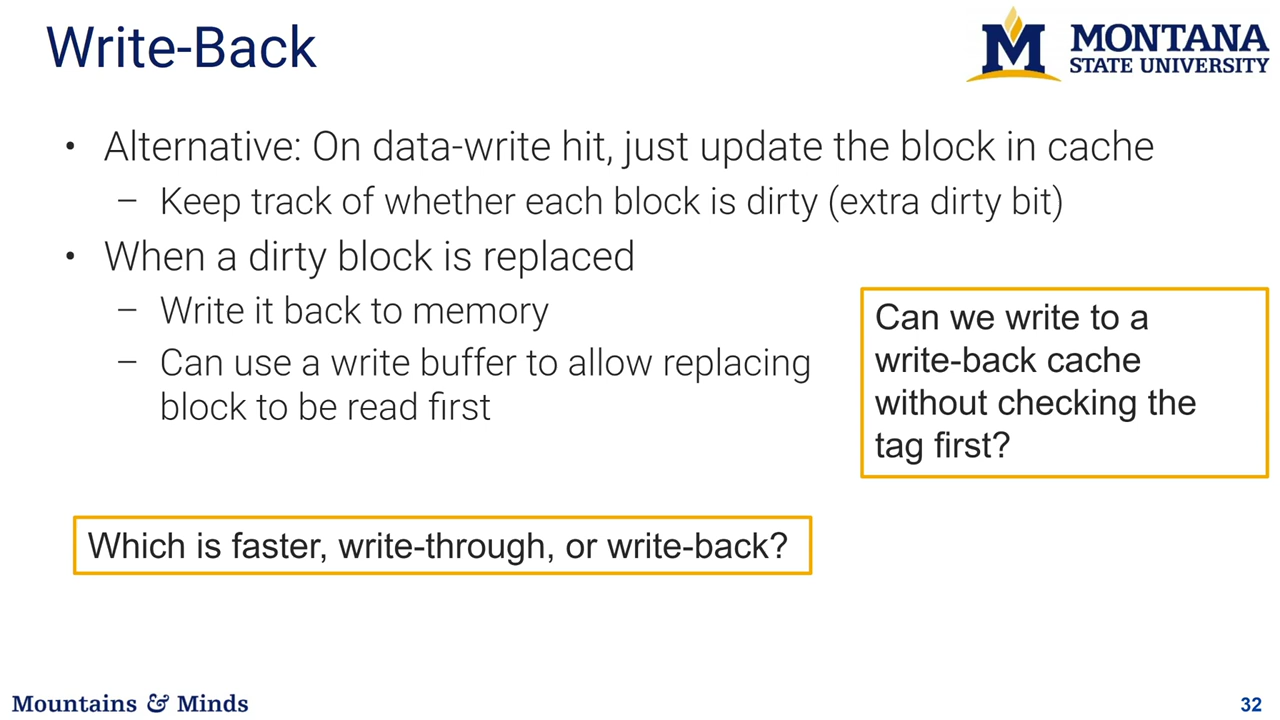 Write-Back
M MONTANA
STATE UNIVERSITY
• Alternative: On data-write hit, just update the block in cache
– Keep track of whether each block is dirty (extra dirty bit)
• When a dirty block is replaced
– Write it back to memory
– Can use a write buffer to allow replacing
block to be read first
Can we write to a
write-back cache
without checking the
tag first?
Which is faster, write-through, or write-back?
Mountains & Minds
32